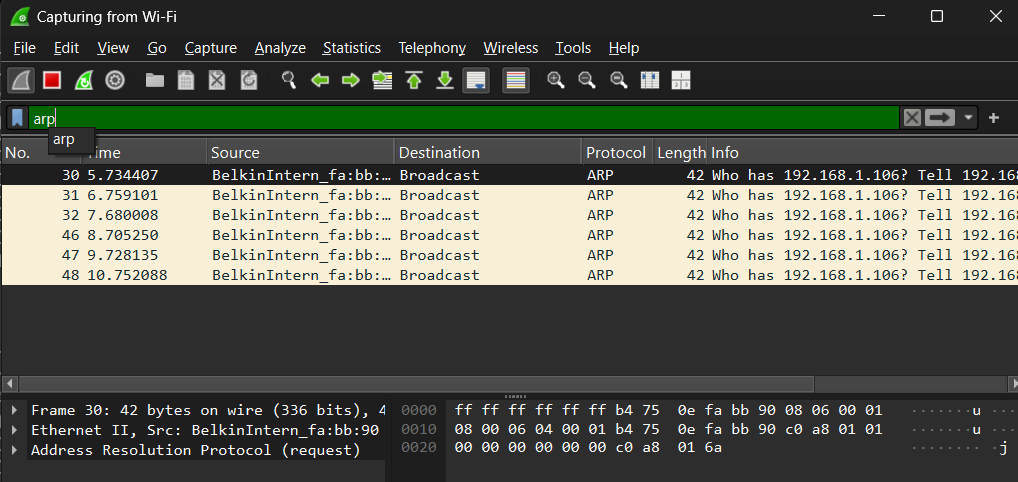 Capturing from Wi-Fi
File Edit View Go Capture Analyze Statistics Telephony Wireless Tools Help
arp
arp
No. Time Source Destination Protocol Length Info
30 5.734407 BelkinIntern_fa:bb:… Broadcast ARP 42 Who has 192.168.1.106? Tell 192.16
31 6.759101 BelkinIntern_fa:bb:… Broadcast ARP 42 Who has 192.168.1.106? Tell 192.16
32 7.680008 BelkinIntern_fa:bb:… Broadcast ARP 42 Who has 192.168.1.106? Tell 192.16
46 8.705250 BelkinIntern_fa:bb:… Broadcast ARP 42 Who has 192.168.1.106? Tell 192.16
47 9.728135 BelkinIntern_fa:bb:… Broadcast ARP 42 Who has 192.168.1.106? Tell 192.16
48 10.752088 BelkinIntern_fa:bb:… Broadcast ARP 42 Who has 192.168.1.106? Tell 192.16
Frame 30: 42 bytes on wire (336 bits), 4
Ethernet II, Src: BelkinIntern_fa:bb:90
Address Resolution Protocol (request)
0000 ff ff ff ff ff ff b4 75 0e fa bb 90 08 06 00 01 ·······u ···
0010 08 00 06 04 00 01 b4 75 0e fa bb 90 c0 a8 01 01 ·······u ···
0020 00 00 00 00 00 00 c0 a8 01 6a ········ ·j